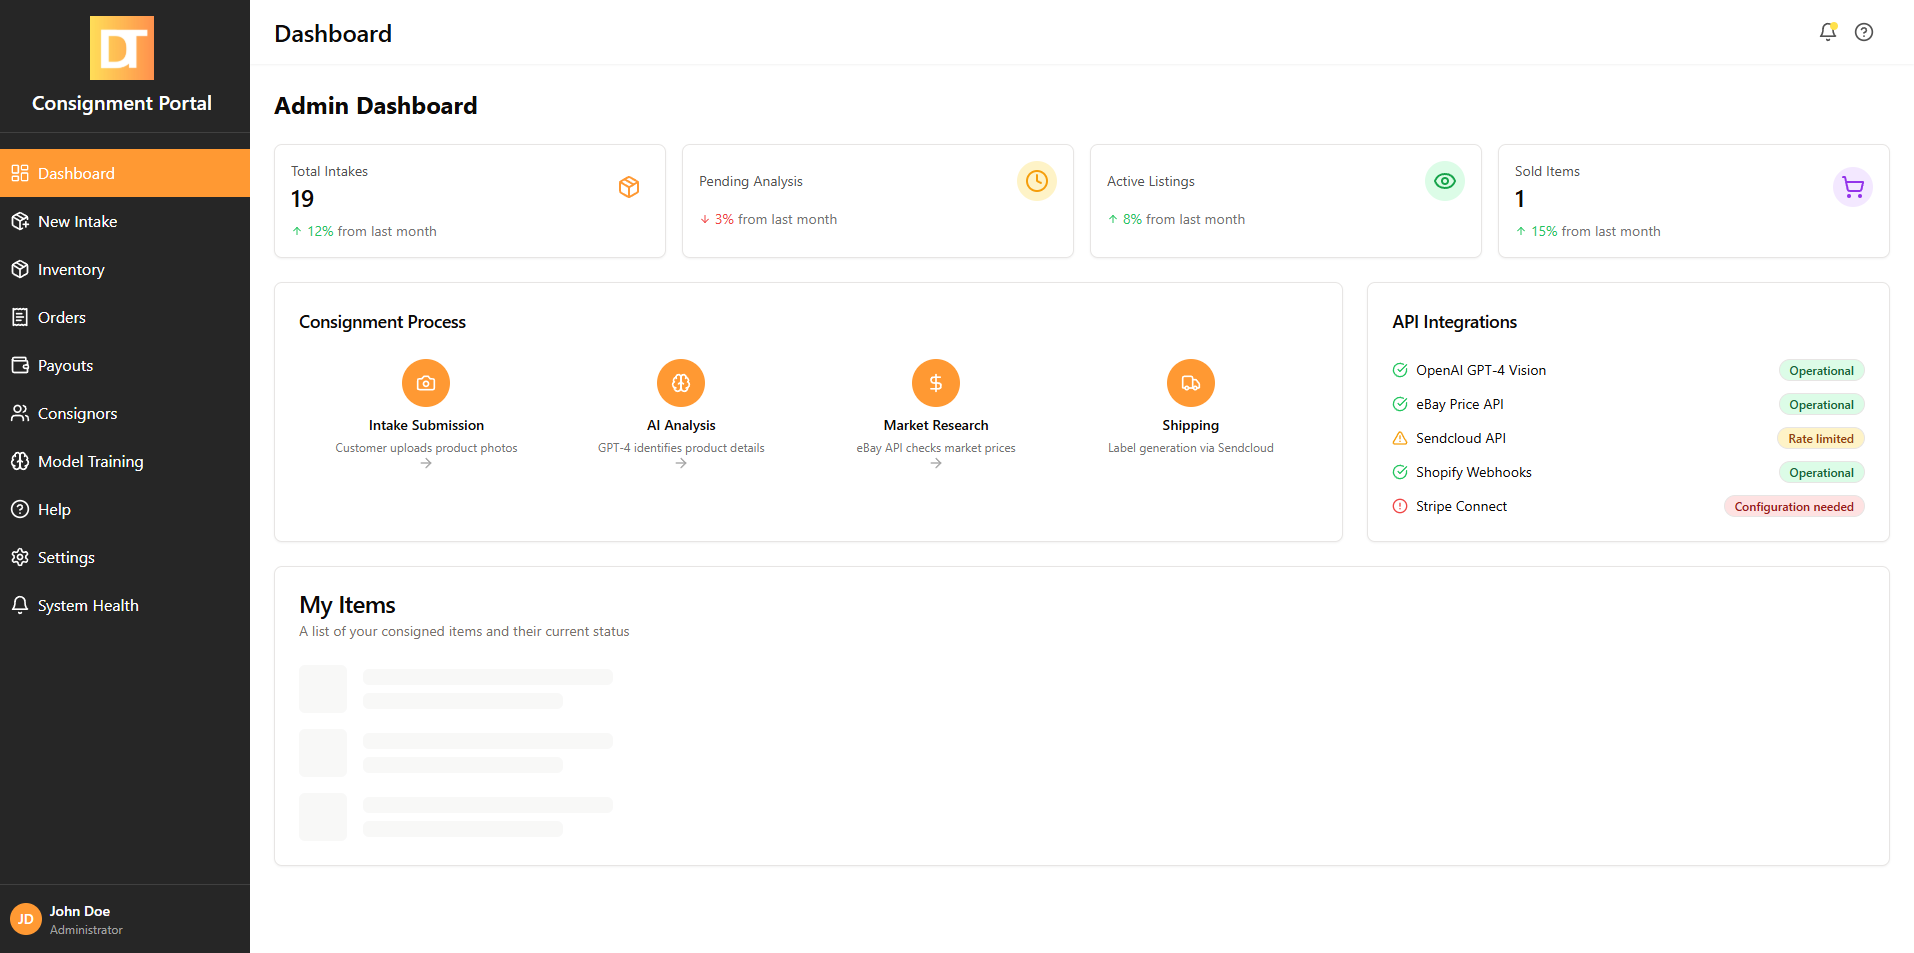 DT
Consignment Portal
Dashboard
New Intake
Inventory
Orders
Payouts
Consignors
Model Training
Help
Settings
System Health
JD
John Doe
Administrator
Dashboard
Admin Dashboard
Total Intakes
19
↑ 12% from last month
Pending Analysis
↓ 3% from last month
Active Listings
↑ 8% from last month
Sold Items
1
↑ 15% from last month
Consignment Process
Intake Submission
Customer uploads product photos
→
AI Analysis
GPT-4 identifies product details
→
Market Research
eBay API checks market prices
→
Shipping
Label generation via Sendcloud
API Integrations
OpenAI GPT-4 Vision Operational
eBay Price API Operational
Sendcloud API Rate limited
Shopify Webhooks Operational
Stripe Connect Configuration needed
My Items
A list of your consigned items and their current status